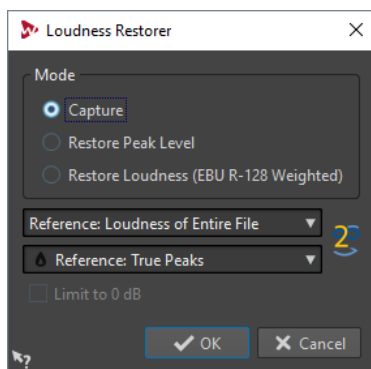 Loudness Restorer
Mode
Capture
Restore Peak Level
Restore Loudness (EBU R-128 Weighted)
Reference: Loudness of Entire File
2
Reference: True Peaks
Limit to 0 dB
OK
Cancel
?